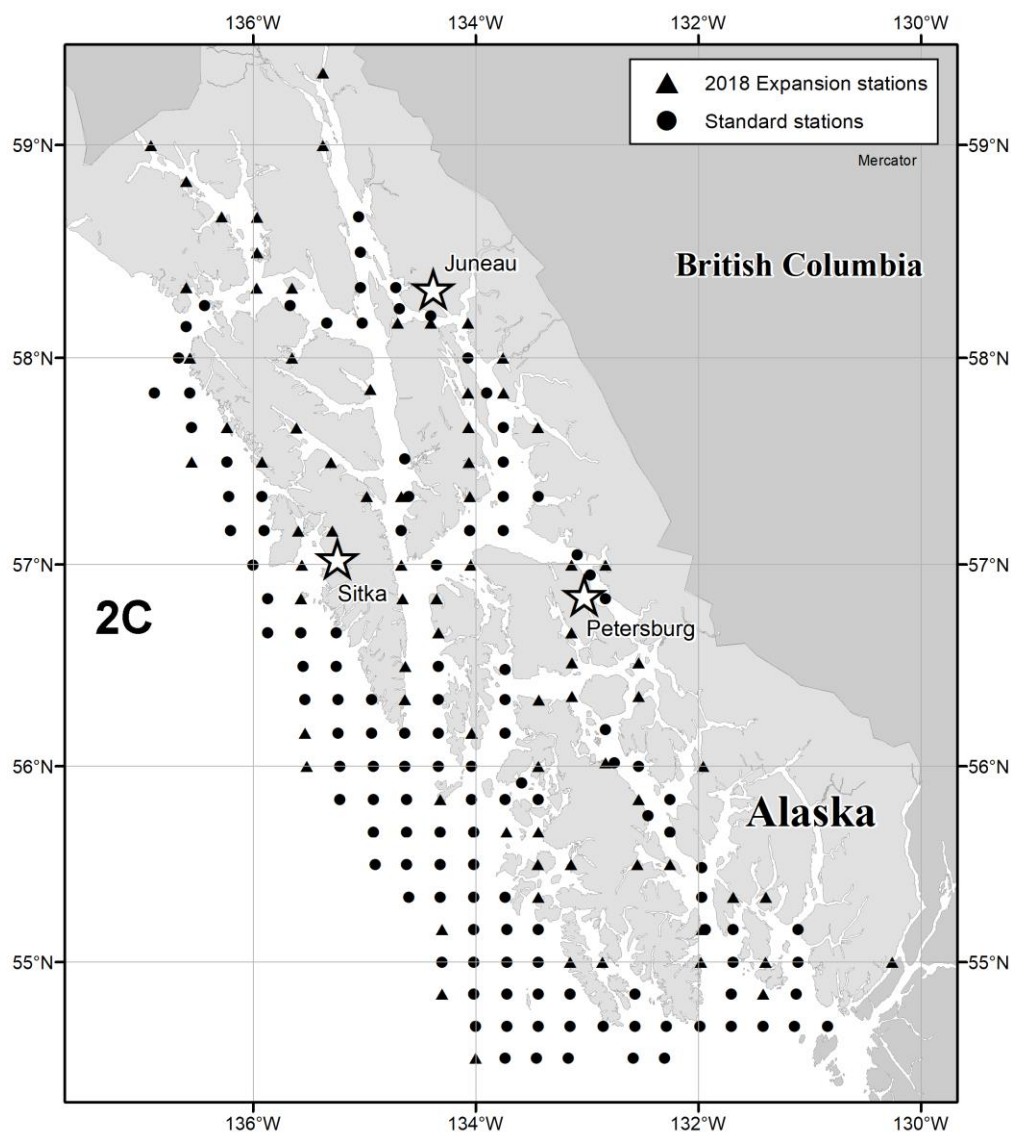 136°W 134°W 132°W 130°W
2018 Expansion stations
Standard stations
59°N 59°N
Mercator
Juneau
British Columbia
58°N 58°N
57°N 57°N
Sitka
2C
Petersburg
56°N 56°N
Alaska
55°N 55°N
136°W 134°W 132°W 130°W